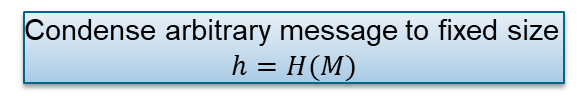 Condense arbitrary message to fixed size
h = H(M)